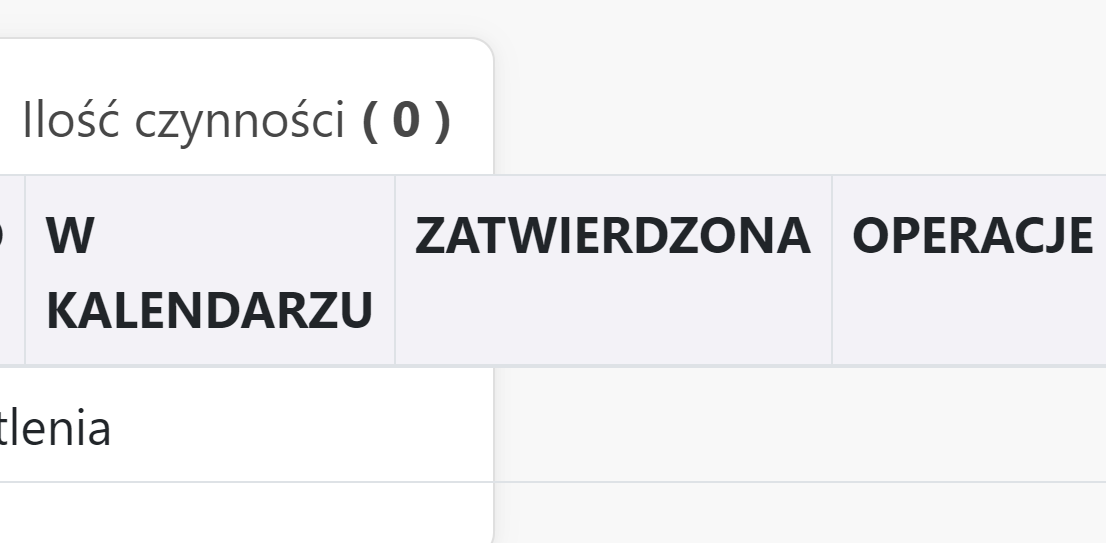 Ilość czynności ( 0 )
W KALENDARZU ZATWIERDZONA OPERACJE
tlenia